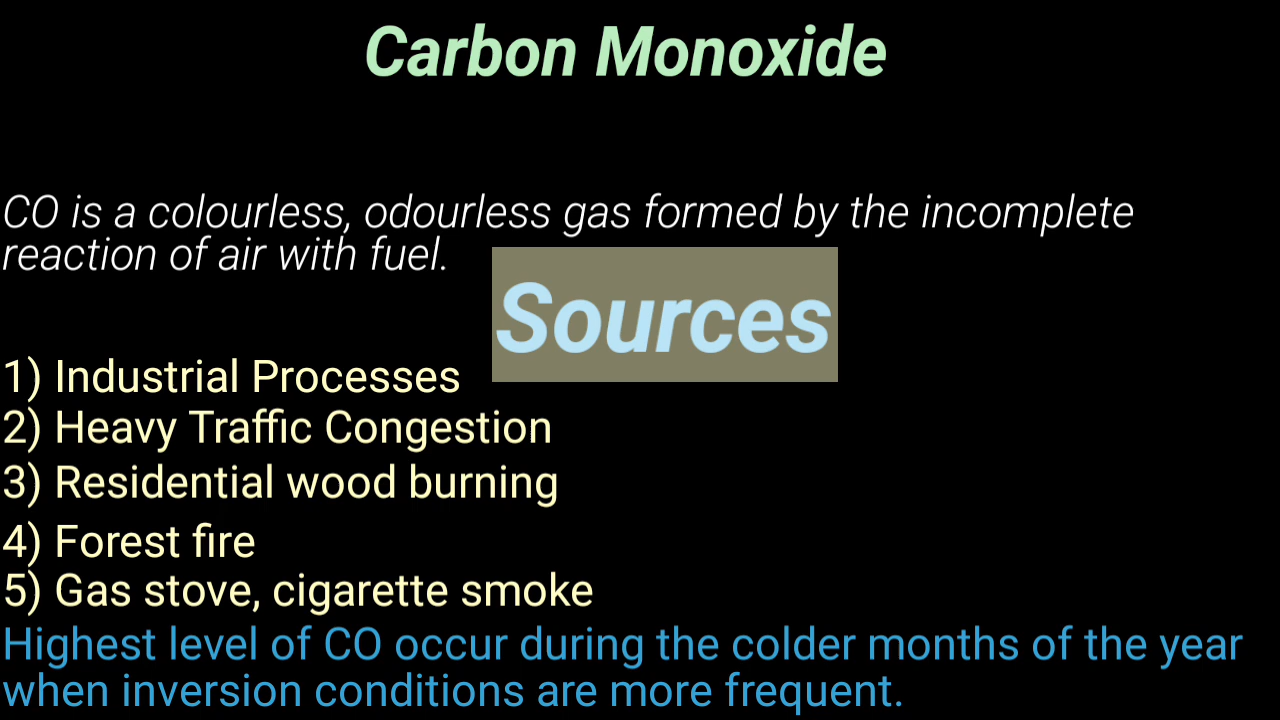 Carbon Monoxide
CO is a colourless, odourless gas formed by the incomplete
reaction of air with fuel.
Sources
1) Industrial Processes
2) Heavy Traffic Congestion
3) Residential wood burning
4) Forest fire
5) Gas stove, cigarette smoke
Highest level of CO occur during the colder months of the year
when inversion conditions are more frequent.